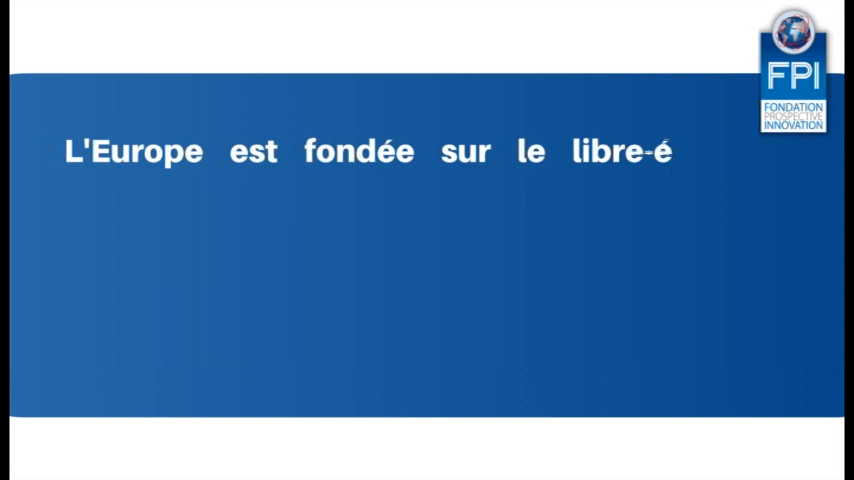 FPI
FONDATION
PROSPECTIVE
INNOVATION
L'Europe est fondée sur le libre-é